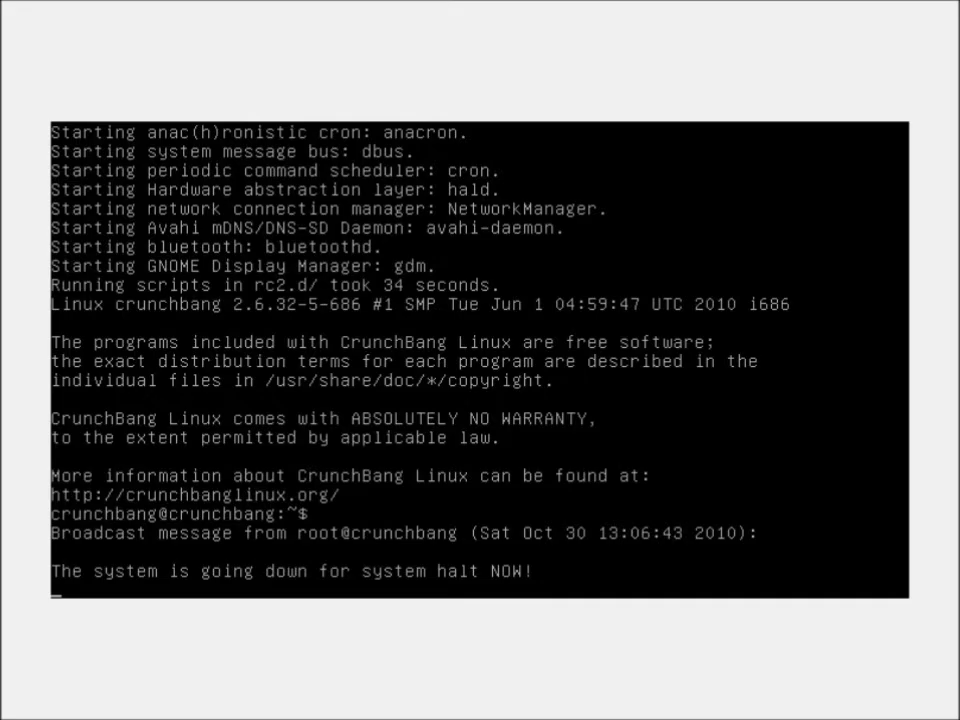 Starting anac(h)ronistic cron: anacron.
Starting system message bus: dbus.
Starting periodic command scheduler: cron.
Starting Hardware abstraction layer: hald.
Starting network connection manager: NetworkManager.
Starting Avahi mDNS/DNS-SD Daemon: avahi-daemon.
Starting bluetooth: bluetoothd.
Starting GNOME Display Manager: gdm.
Running scripts in rc2.d/ took 34 seconds.
Linux crunchbang 2.6.32-5-686 #1 SMP Tue Jun 1 04:59:47 UTC 2010 i686
The programs included with CrunchBang Linux are free software;
the exact distribution terms for each program are described in the
individual files in /usr/share/doc/*/copyright.
CrunchBang Linux comes with ABSOLUTELY NO WARRANTY,
to the extent permitted by applicable law.
More information about CrunchBang Linux can be found at:
http://crunchbanglinux.org/
crunchbang@crunchbang:~$
Broadcast message from root@crunchbang (Sat Oct 30 13:06:43 2010):
The system is going down for system halt NOW!